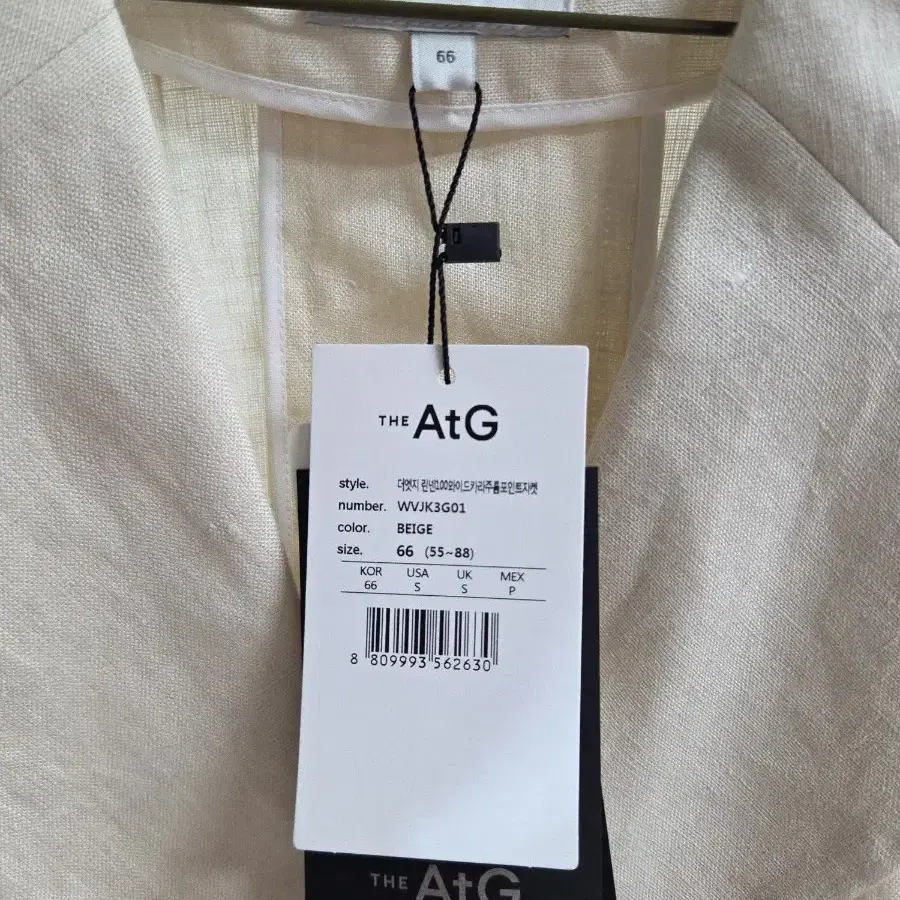 66
THE AtG
style. 더엣지 린넨100와이드카라주름포인트자켓
number. WVJK3G01
color. BEIGE
size. 66 (55~88)
KOR USA UK MEX
66 S S P
8 809993 562630
THE AtG